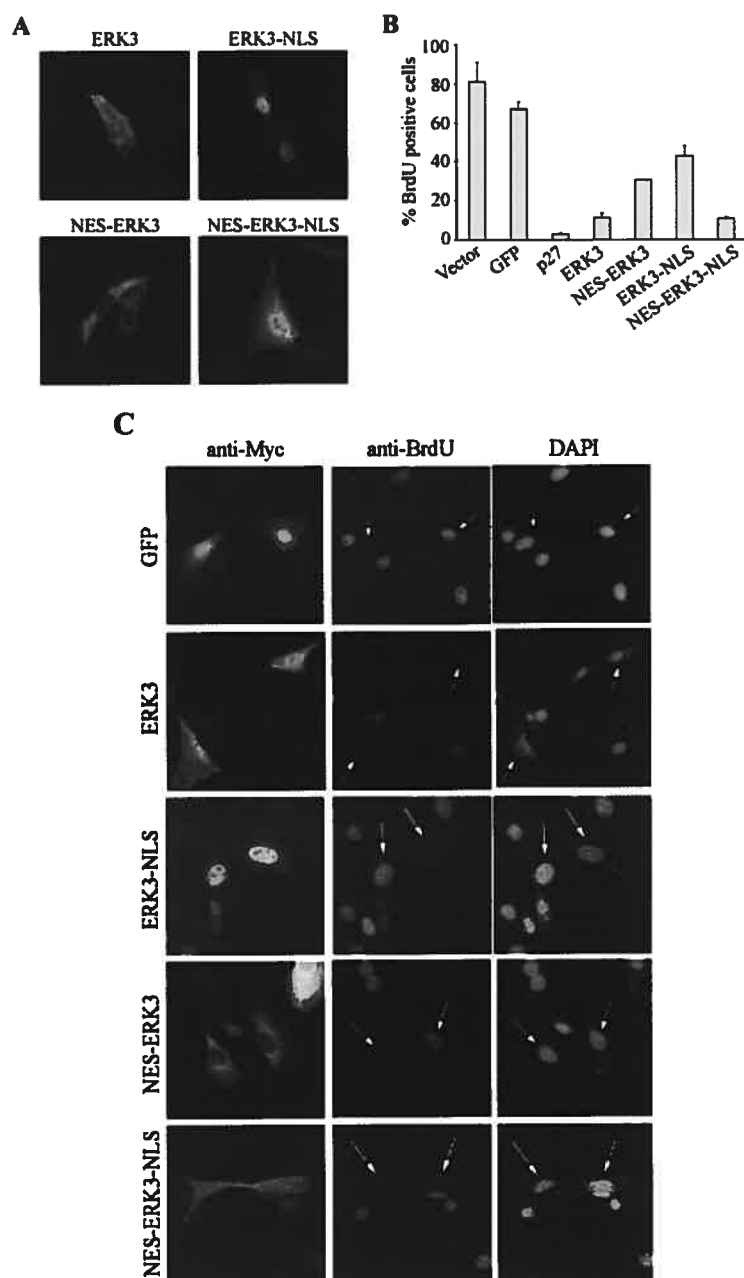 A
ERK3
ERK3-NLS
NES-ERK3
NES-ERK3-NLS
B
% BrdU positive cells
100
80
60
40
20
0
Vector
GFP
p27
ERK3
NES-ERK3
ERK3-NLS
NES-ERK3-NLS
C
anti-Myc
anti-BrdU
DAPI
GFP
ERK3
ERK3-NLS
NES-ERK3
NES-ERK3-NLS